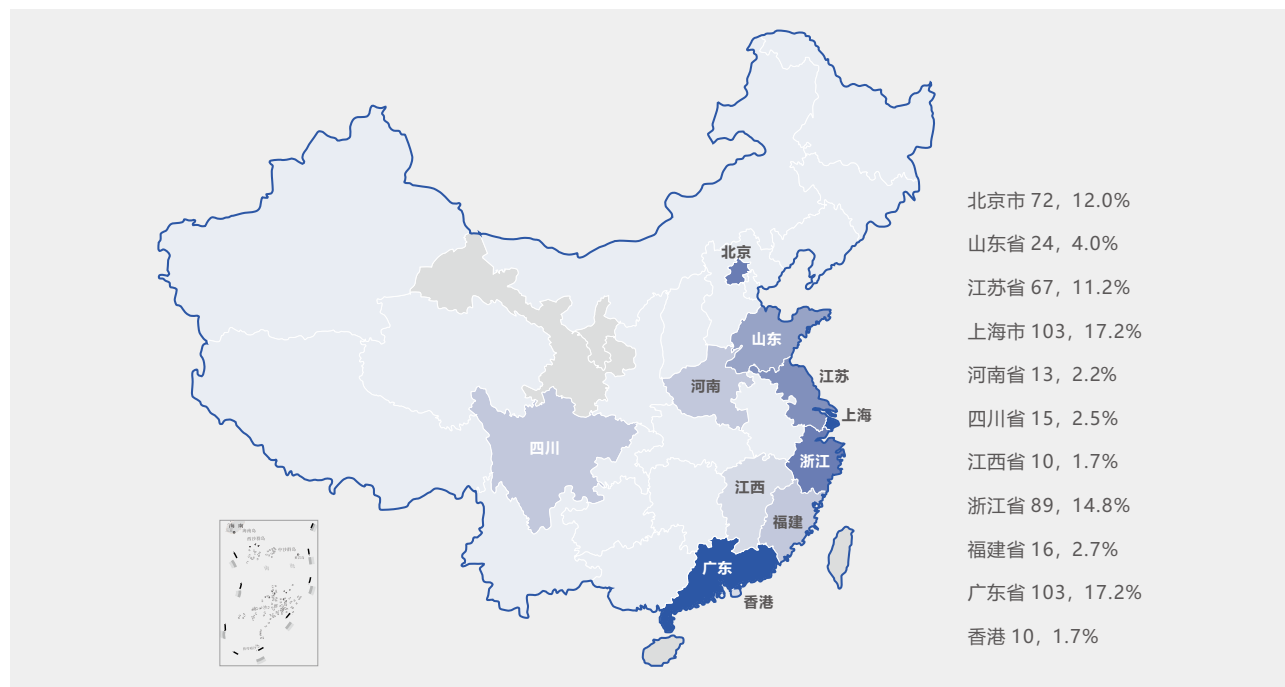 北京
山东
江苏
河南
上海
四川
浙江
江西
福建
广东
香港
北京市 72，12.0%
山东省 24，4.0%
江苏省 67，11.2%
上海市 103，17.2%
河南省 13，2.2%
四川省 15，2.5%
江西省 10，1.7%
浙江省 89，14.8%
福建省 16，2.7%
广东省 103，17.2%
香港 10，1.7%